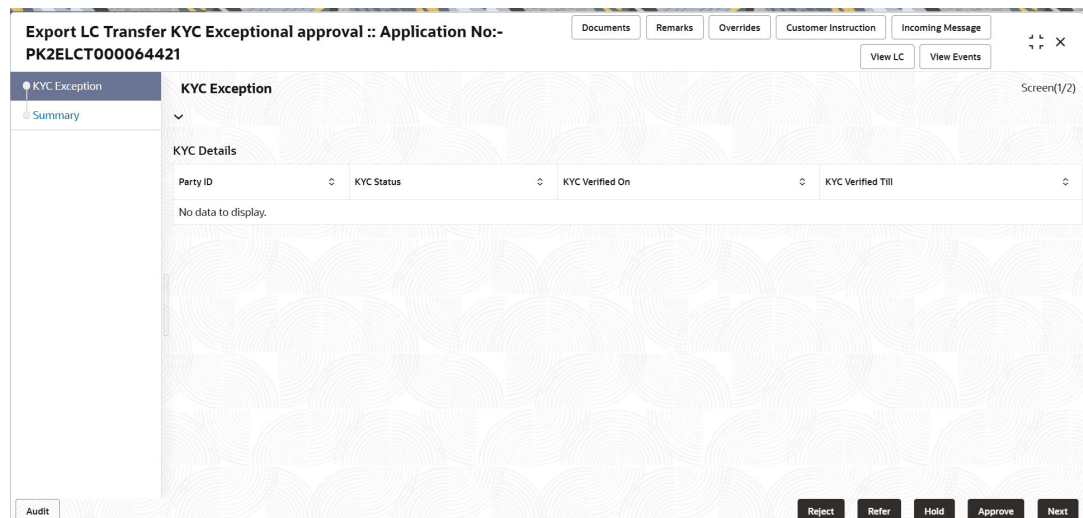 Export LC Transfer KYC Exceptional approval :: Application No:-
PK2ELCT000064421
Documents
Remarks
Overrides
Customer Instruction
Incoming Message
View LC
View Events
KYC Exception
Summary
KYC Exception
Screen(1/2)
KYC Details
Party ID
KYC Status
KYC Verified On
KYC Verified Till
No data to display.
Audit
Reject
Refer
Hold
Approve
Next